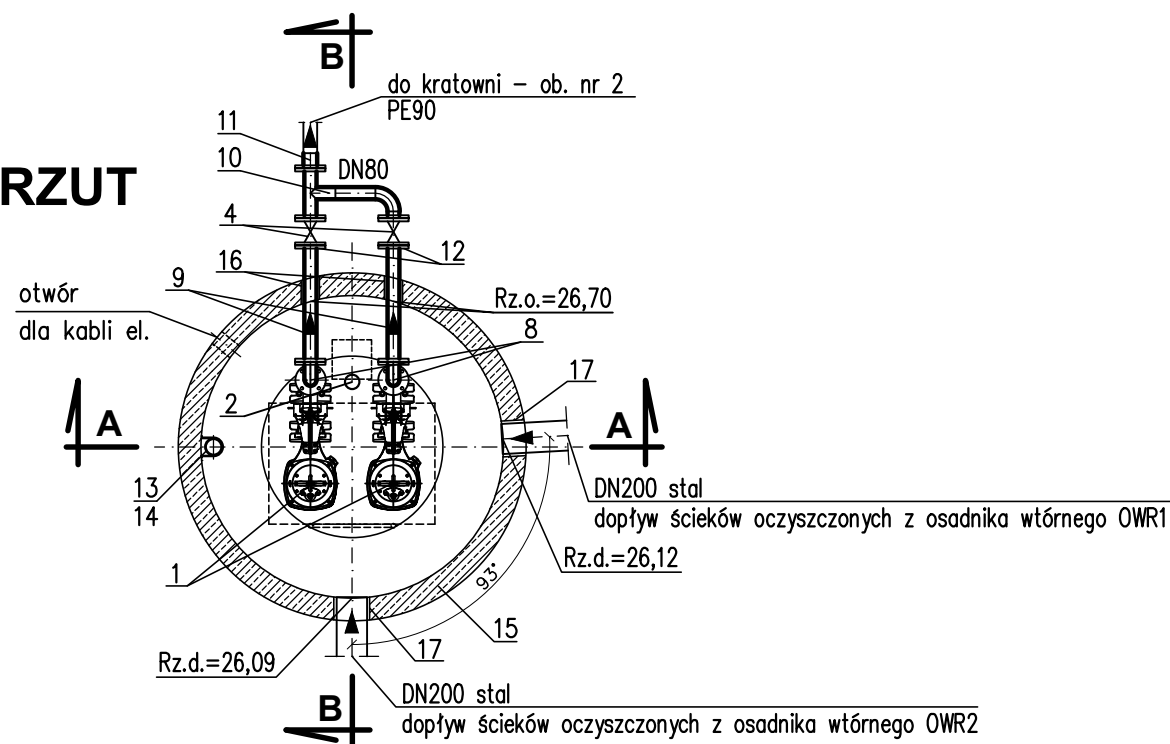 B
do kratowni – ob. nr 2
PE90
11
10
DN80
RZUT
4
12
16
9
otwór
dla kabli el.
Rz.o.=26,70
8
17
2
A
A
13
14
DN200 stal
dopływ ścieków oczyszczonych z osadnika wtórnego OWR1
Rz.d.=26,12
1
93°
15
17
Rz.d.=26,09
DN200 stal
B
dopływ ścieków oczyszczonych z osadnika wtórnego OWR2